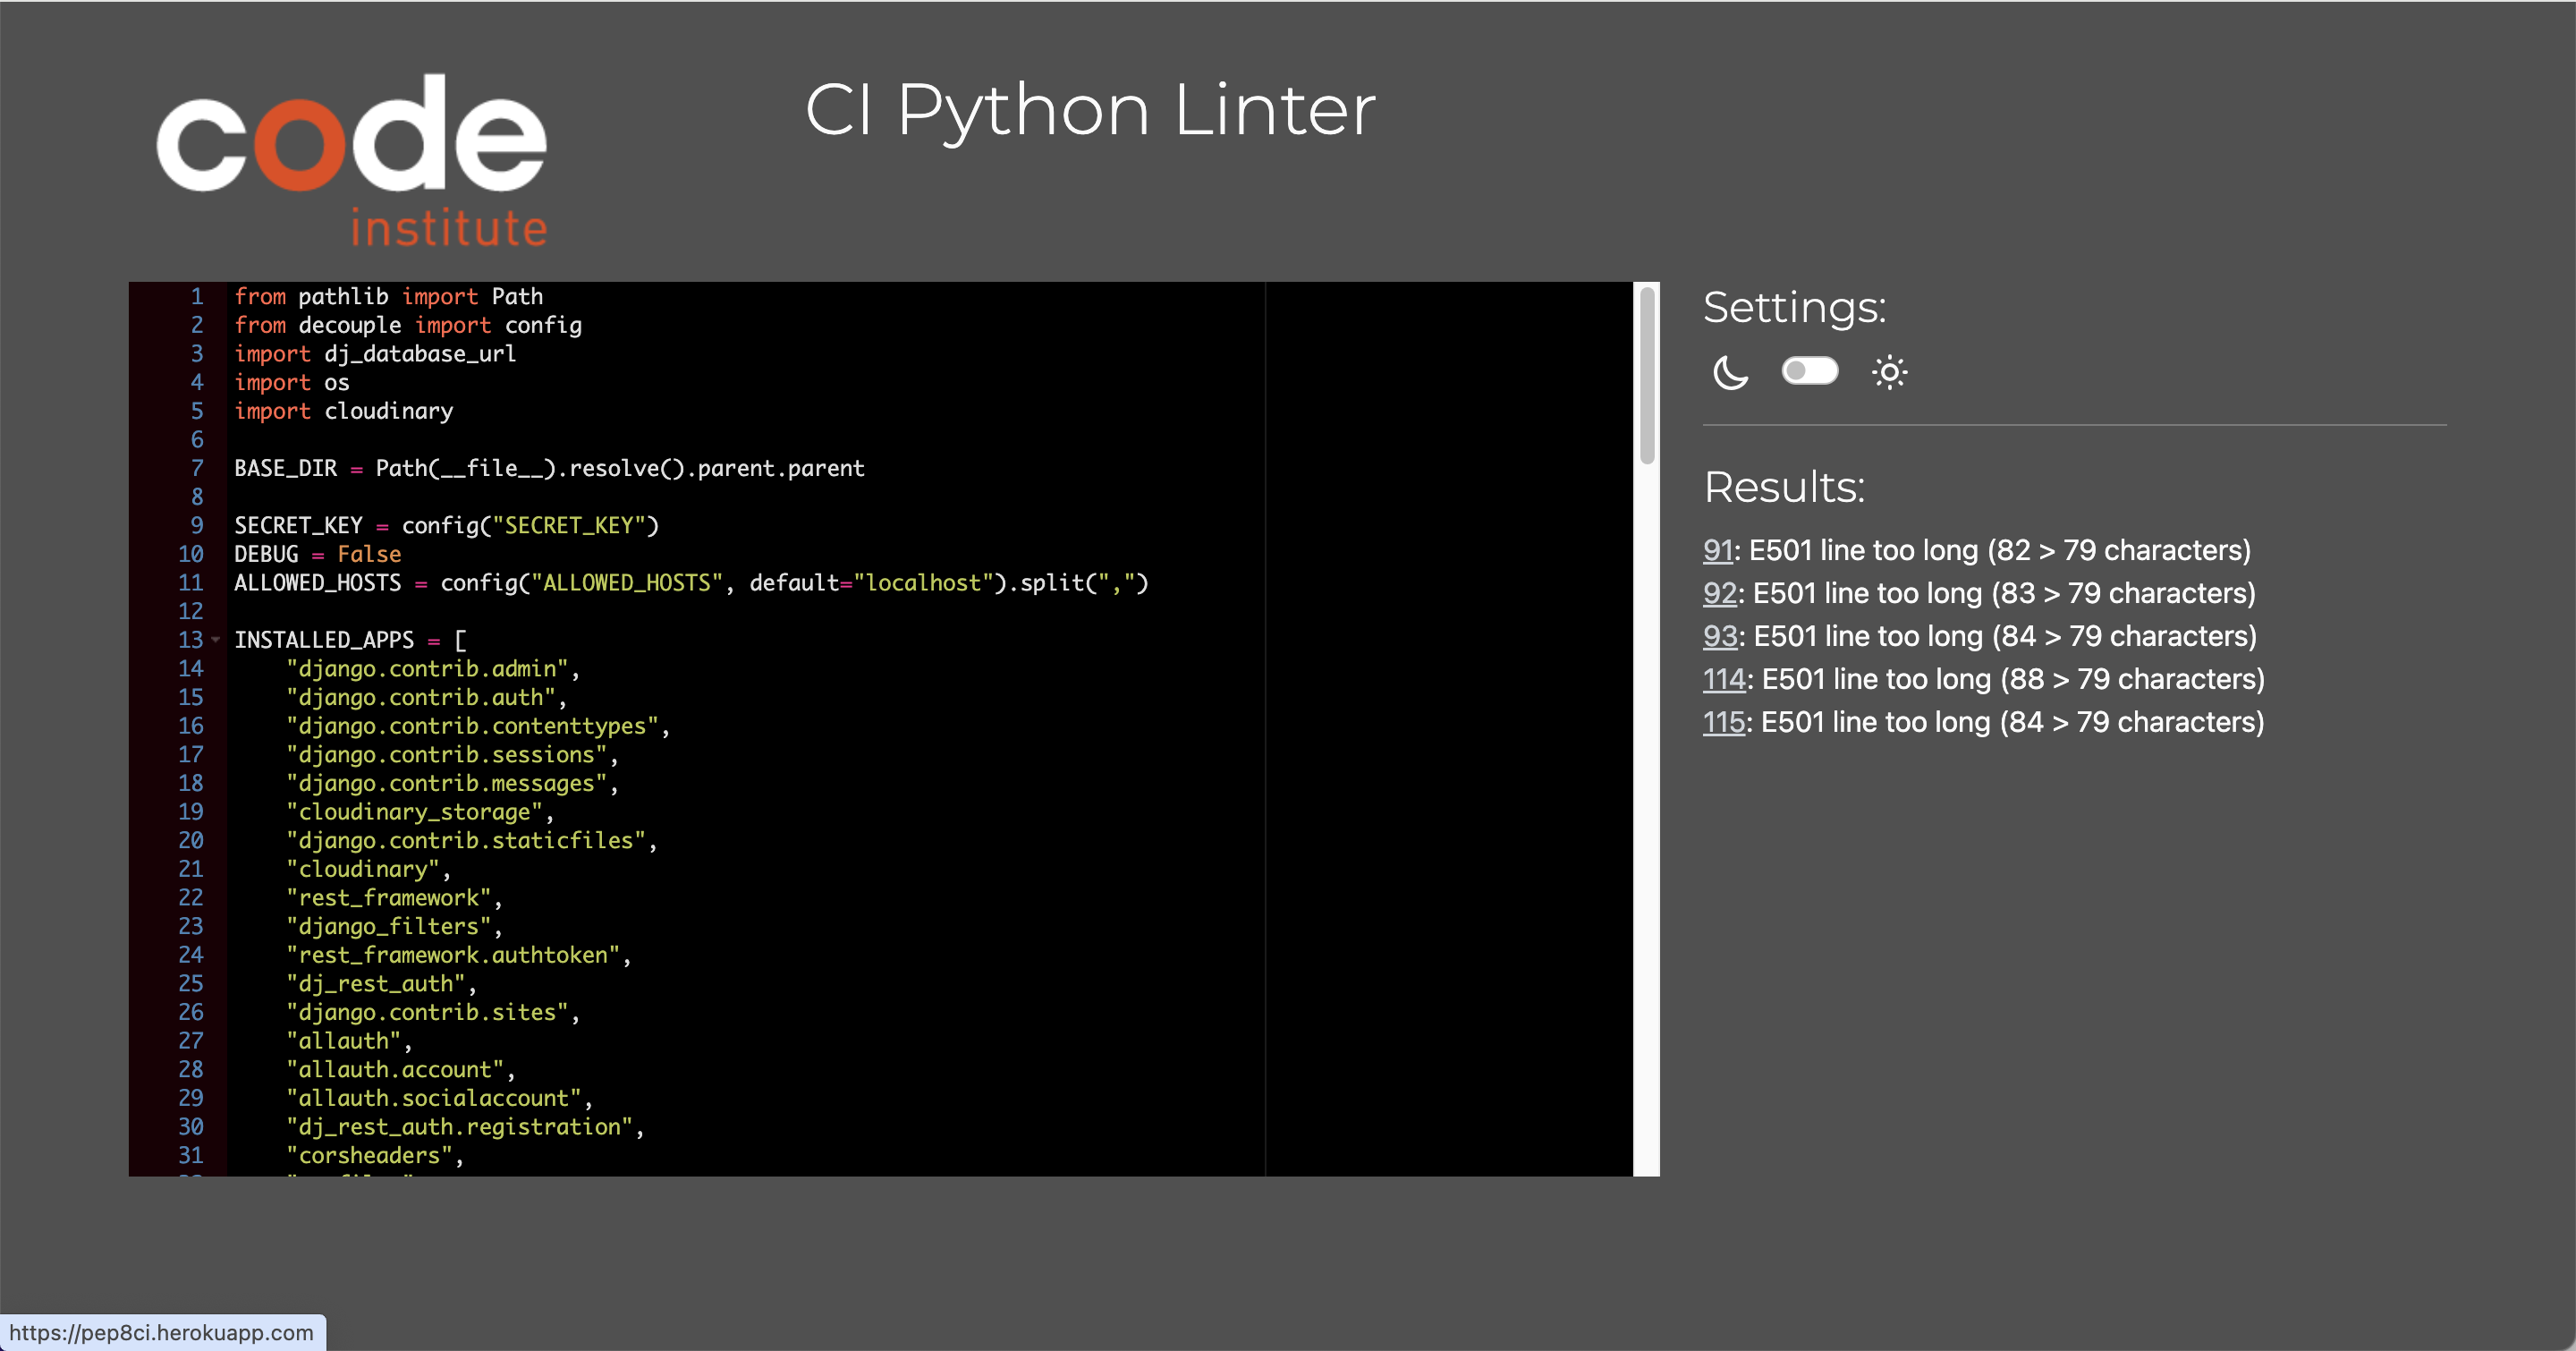 code
institute
CI Python Linter
1 from pathlib import Path
2 from decouple import config
3 import dj_database_url
4 import os
5 import cloudinary
6
7 BASE_DIR = Path(__file__).resolve().parent.parent
8
9 SECRET_KEY = config("SECRET_KEY")
10 DEBUG = False
11 ALLOWED_HOSTS = config("ALLOWED_HOSTS", default="localhost").split(",")
12
13 INSTALLED_APPS = [
14 "django.contrib.admin",
15 "django.contrib.auth",
16 "django.contrib.contenttypes",
17 "django.contrib.sessions",
18 "django.contrib.messages",
19 "cloudinary_storage",
20 "django.contrib.staticfiles",
21 "cloudinary",
22 "rest_framework",
23 "django_filters",
24 "rest_framework.authtoken",
25 "dj_rest_auth",
26 "django.contrib.sites",
27 "allauth",
28 "allauth.account",
29 "allauth.socialaccount",
30 "dj_rest_auth.registration",
31 "corsheaders",
Settings:
Results:
91: E501 line too long (82 > 79 characters)
92: E501 line too long (83 > 79 characters)
93: E501 line too long (84 > 79 characters)
114: E501 line too long (88 > 79 characters)
115: E501 line too long (84 > 79 characters)
https://pep8ci.herokuapp.com